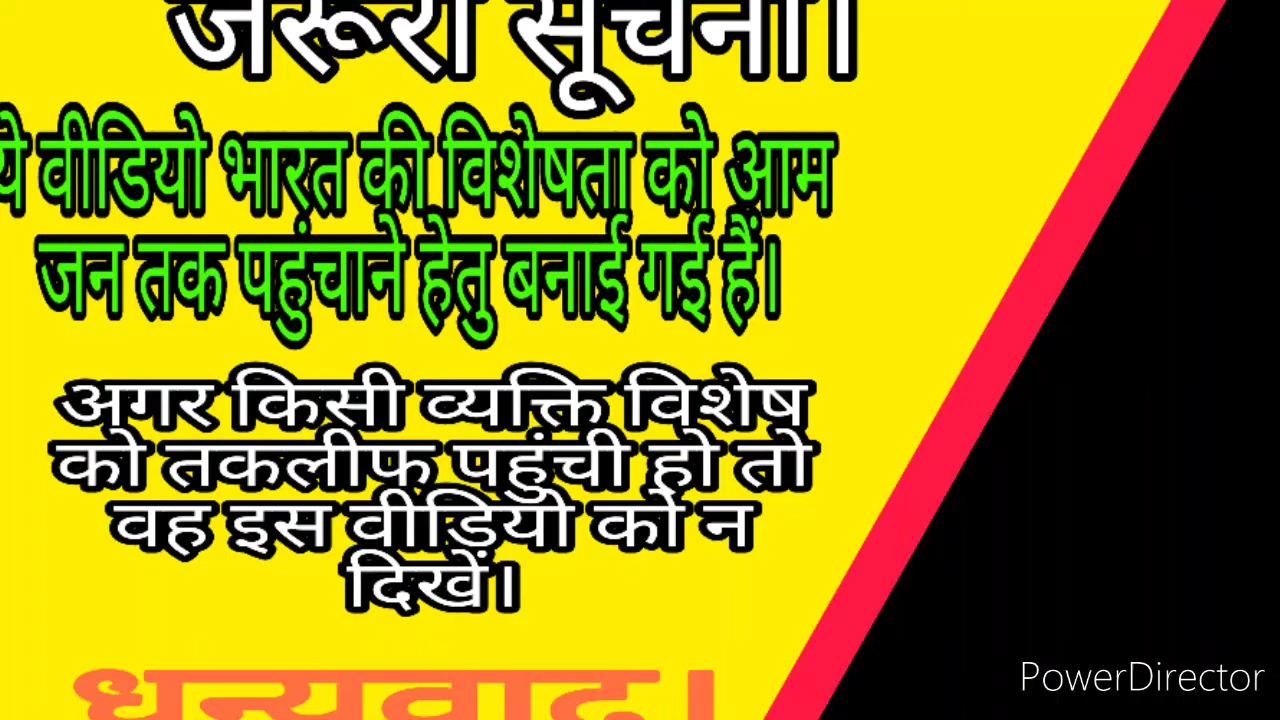 जरूरी सूचना।
ये वीडियो भारत की विशेषता को आम
जन तक पहुंचाने हेतु बनाई गई हैं।
अगर किसी व्यक्ति विशेष
को तकलीफ पहुंची हो तो
वह इस वीड़ियो को न
दिखें।
धन्यवाद।
PowerDirector